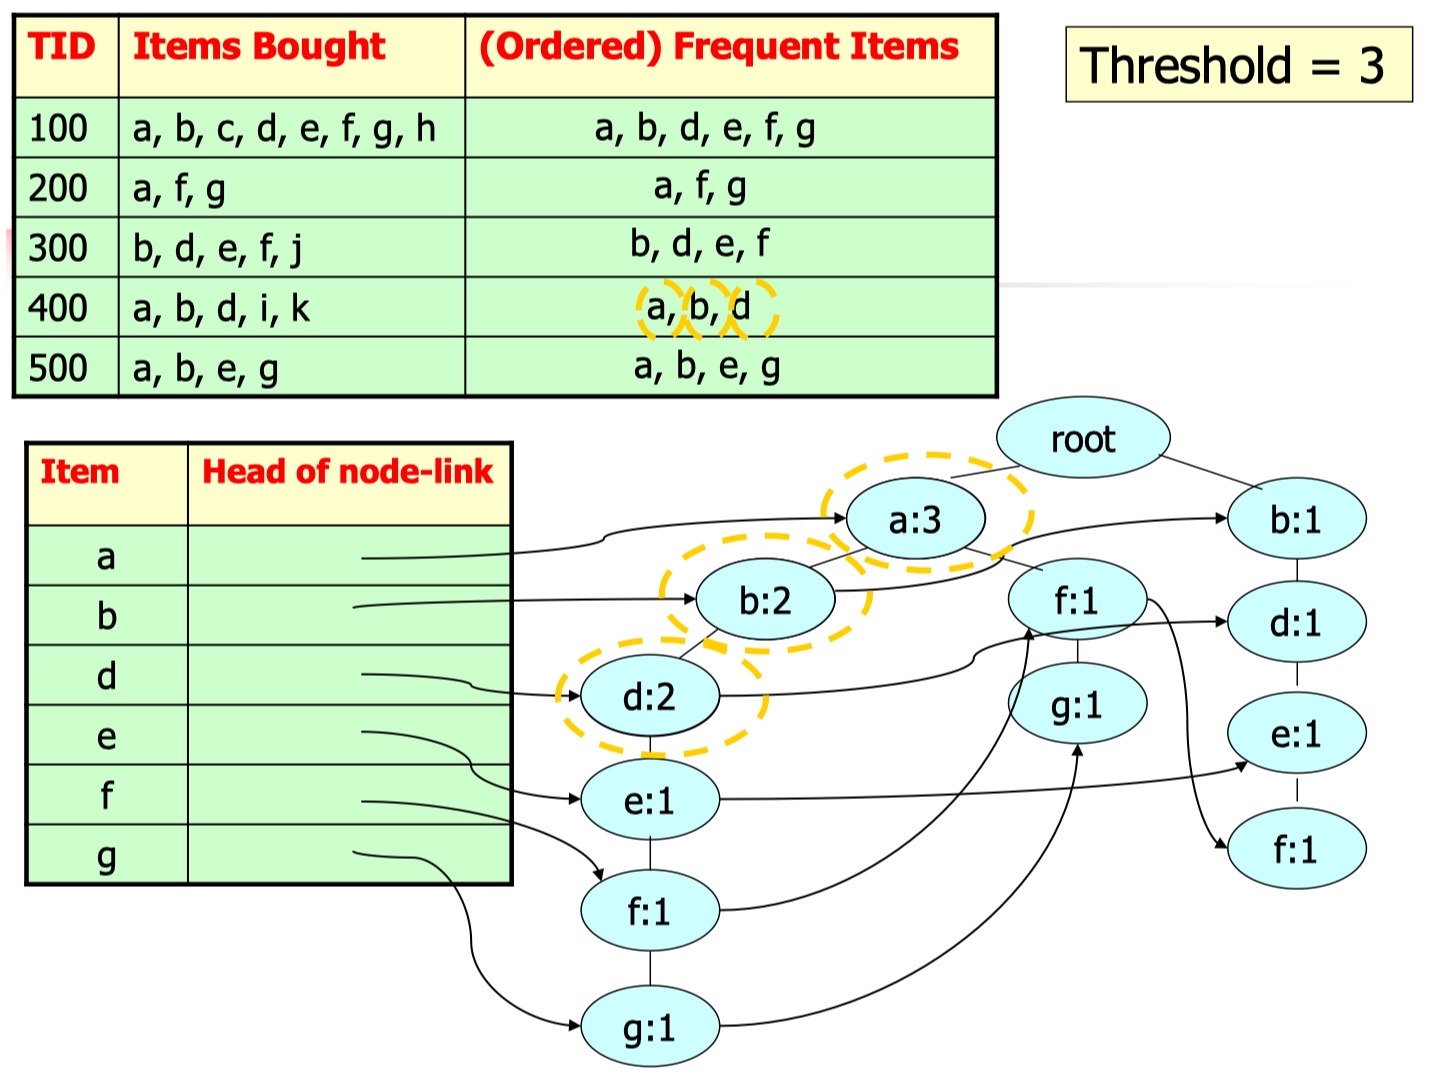 TID Items Bought (Ordered) Frequent Items
100 a, b, c, d, e, f, g, h a, b, d, e, f, g
200 a, f, g a, f, g
300 b, d, e, f, j b, d, e, f
400 a, b, d, i, k a, b, d
500 a, b, e, g a, b, e, g
Threshold = 3
Item Head of node-link
a
b
d
e
f
g
root
a:3
b:1
b:2
f:1
d:1
d:2
g:1
e:1
e:1
f:1
f:1
g:1